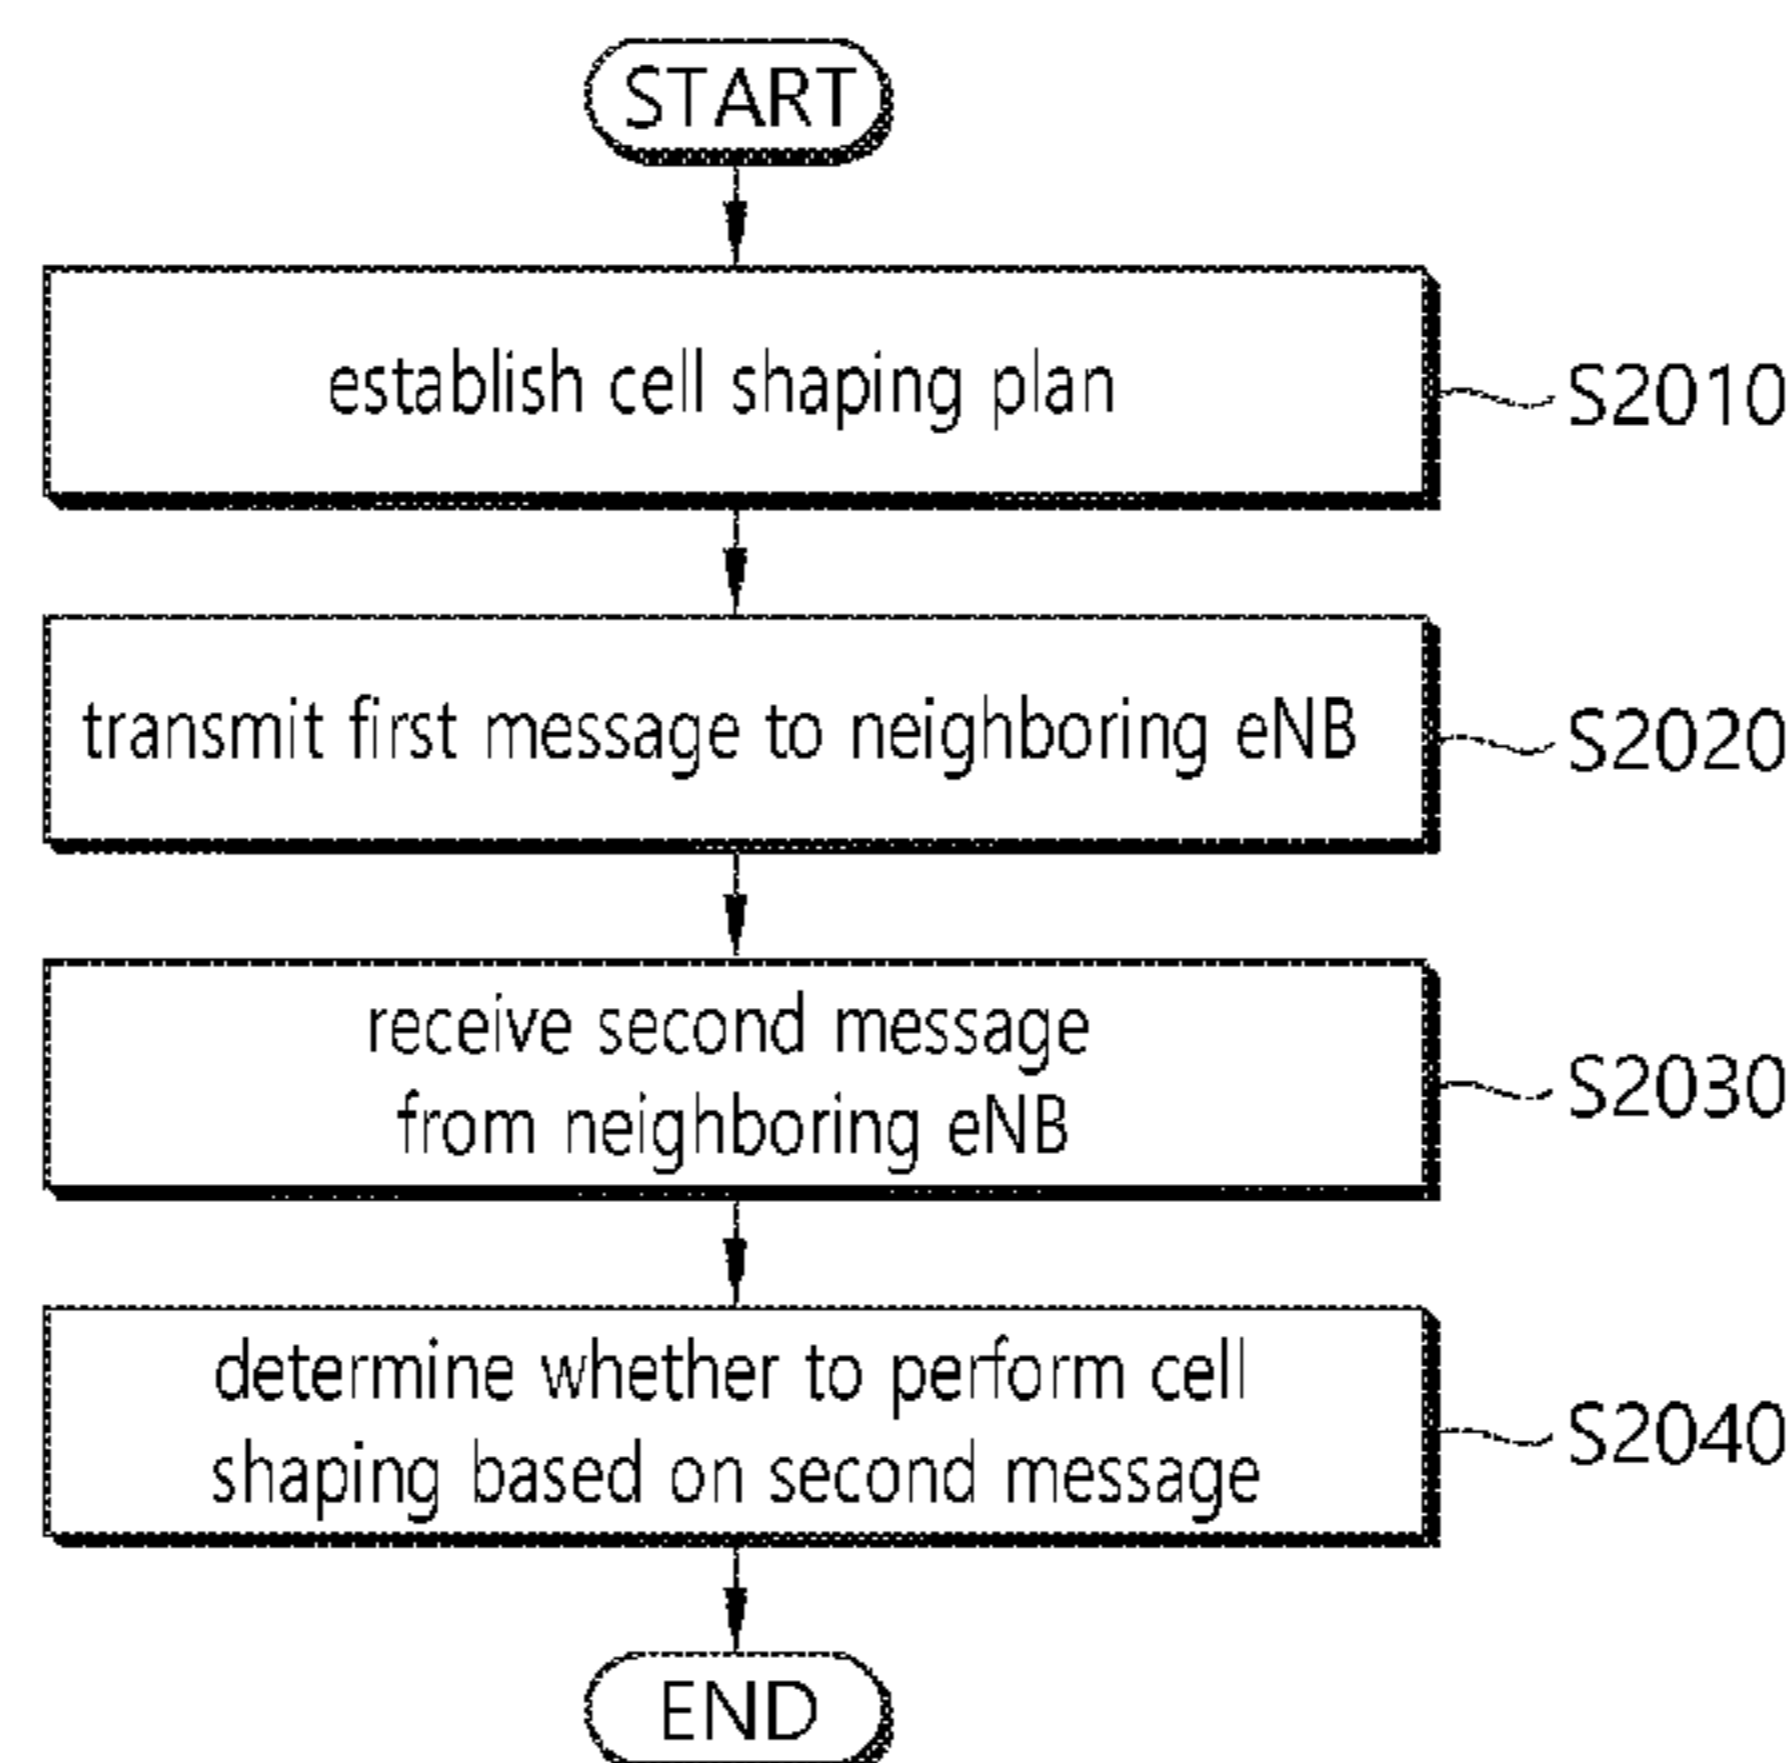 START
establish cell shaping plan
S2010
transmit first message to neighboring eNB
S2020
receive second message
from neighboring eNB
S2030
determine whether to perform cell
shaping based on second message
S2040
END